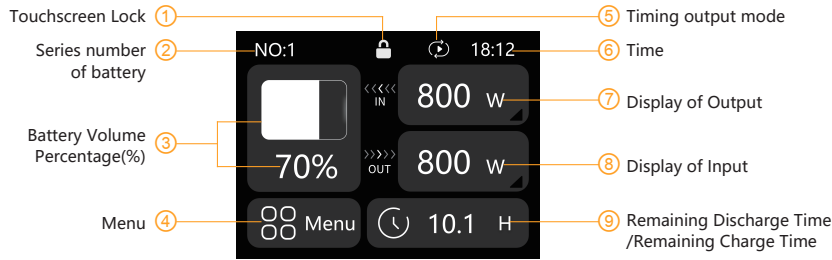 Touchscreen Lock ①
Series number ②
of battery
Battery Volume ③
Percentage(%)
Menu ④
NO:1
18:12
IN
800 W
70%
OUT
800 W
Menu
10.1 H
⑤ Timing output mode
⑥ Time
⑦ Display of Output
⑧ Display of Input
⑨ Remaining Discharge Time
/Remaining Charge Time